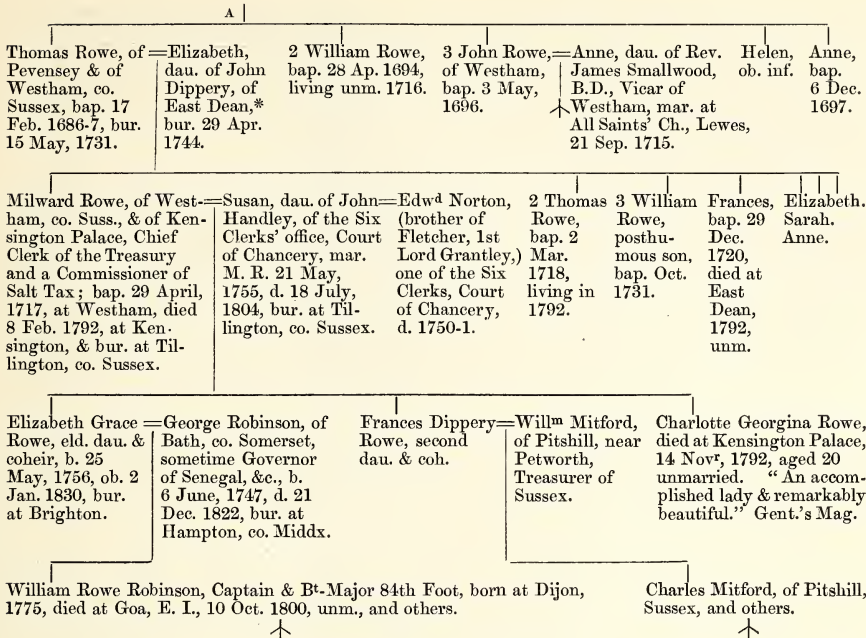 A
Thomas Rowe, of
Pevensey & of
Westham, co.
Sussex, bap. 17
Feb. 1686-7, bur.
15 May, 1731.
=Elizabeth,
dau. of John
Dippery, of
East Dean,*
bur. 29 Apr.
1744.
2 William Rowe,
bap. 28 Ap. 1694,
living unm. 1716.
3 John Rowe,
of Westham,
bap. 3 May,
1696.
=Anne, dau. of Rev.
James Smallwood,
B.D., Vicar of
Westham, mar. at
All Saints' Ch., Lewes,
21 Sep. 1715.
Helen,
ob. inf.
Anne,
bap.
6 Dec.
1697.
Milward Rowe, of West-
ham, co. Suss., & of Ken-
sington Palace, Chief
Clerk of the Treasury
and a Commissioner of
Salt Tax; bap. 29 April,
1717, at Westham, died
8 Feb. 1792, at Ken-
sington, & bur. at Til-
lington, co. Sussex.
=Susan, dau. of John
Handley, of the Six
Clerks' office, Court
of Chancery, mar.
M. R. 21 May,
1755, d. 18 July,
1804, bur. at Til-
lington, co. Sussex.
=Edwd Norton,
(brother of
Fletcher, 1st
Lord Grantley,)
one of the Six
Clerks, Court
of Chancery,
d. 1750-1.
2 Thomas
Rowe,
bap. 2
Mar.
1718,
living in
1792.
3 William
Rowe,
posthu-
mous son,
bap. Oct.
1731.
Frances,
bap. 29
Dec.
1720,
died at
East
Dean,
1792,
unm.
Elizabeth.
Sarah.
Anne.
Elizabeth Grace
Rowe, eld. dau. &
coheir, b. 25
May, 1756, ob. 2
Jan. 1830, bur.
at Brighton.
=George Robinson, of
Bath, co. Somerset,
sometime Governor
of Senegal, &c., b.
6 June, 1747, d. 21
Dec. 1822, bur. at
Hampton, co. Middx.
Frances Dippery
Rowe, second
dau. & coh.
=Willm Mitford,
of Pitshill, near
Petworth,
Treasurer of
Sussex.
Charlotte Georgina Rowe,
died at Kensington Palace,
14 Novr, 1792, aged 20
unmarried. "An accom-
plished lady & remarkably
beautiful." Gent.'s Mag.
William Rowe Robinson, Captain & Bt-Major 84th Foot, born at Dijon,
1775, died at Goa, E. I., 10 Oct. 1800, unm., and others.
Charles Mitford, of Pitshill,
Sussex, and others.